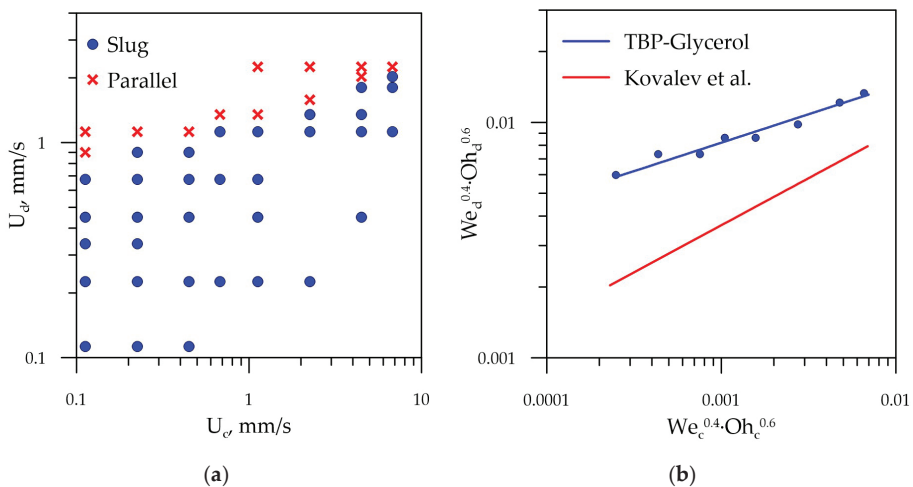 Slug
Parallel
U_d, mm/s
1
0.1
0.1
1
10
U_c, mm/s
(a)
TBP-Glycerol
Kovalev et al.
We_d^0.4·Oh_d^0.6
0.01
0.001
0.0001
0.001
0.01
We_c^0.4·Oh_c^0.6
(b)